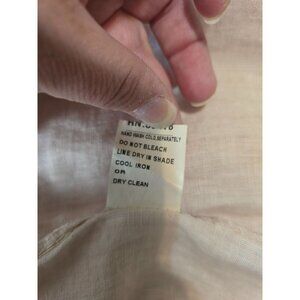 HAND WASH COLD, SEPARATELY
DO NOT BLEACH
LINE DRY IN SHADE
COOL IRON
OR
DRY CLEAN